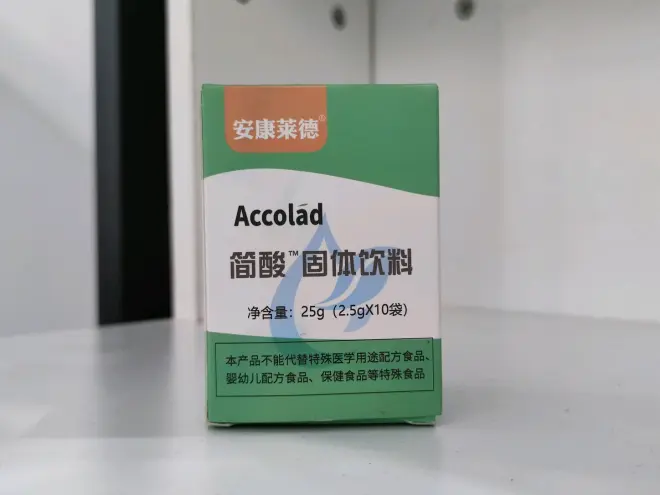 安康莱德®
Accolad
简酸™固体饮料
净含量：25g（2.5gX10袋）
本产品不能代替特殊医学用途配方食品、
婴幼儿配方食品、保健食品等特殊食品